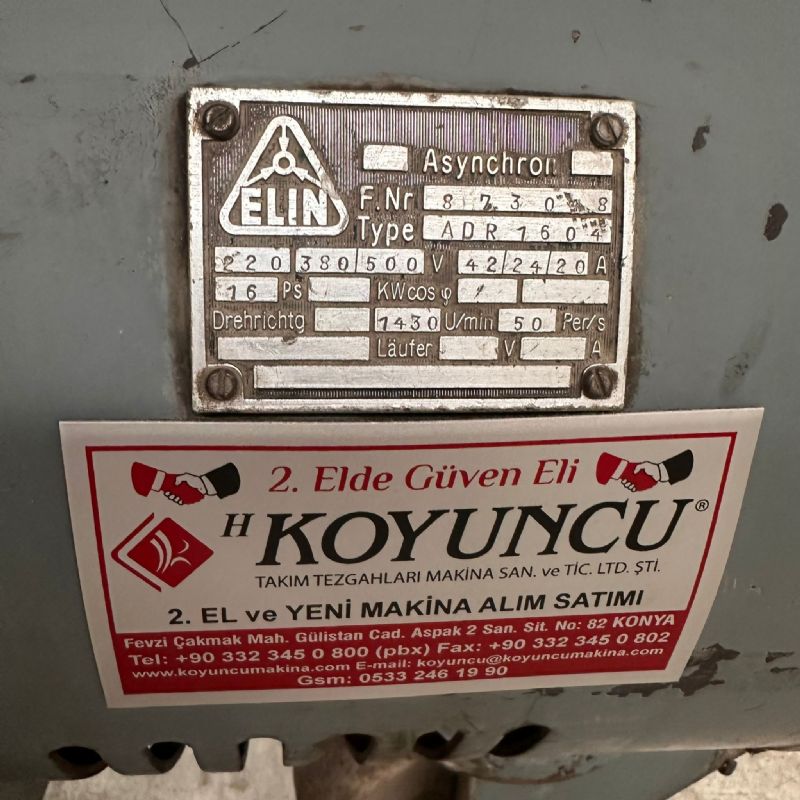 ELIN
Asynchron
F.Nr
Type ADR 1604
220 380/500 V 42/24/20 A
16 Ps KW cos φ
Drehrichtg 1430 U/min 50 Per/s
Läufer V A
2. Elde Güven Eli
H KOYUNCU®
TAKIM TEZGAHLARI MAKİNA SAN. ve TİC. LTD. ŞTİ.
2. EL ve YENİ MAKİNA ALIM SATIMI
Fevzi Çakmak Mah. Gülistan Cad. Aspak 2 San. Sit. No: 82 KONYA
Tel: +90 332 345 0 800 (pbx) Fax: +90 332 345 0 802
www.koyuncumakina.com E-mail: koyuncu@koyuncumakina.com
Gsm: 0533 246 19 90